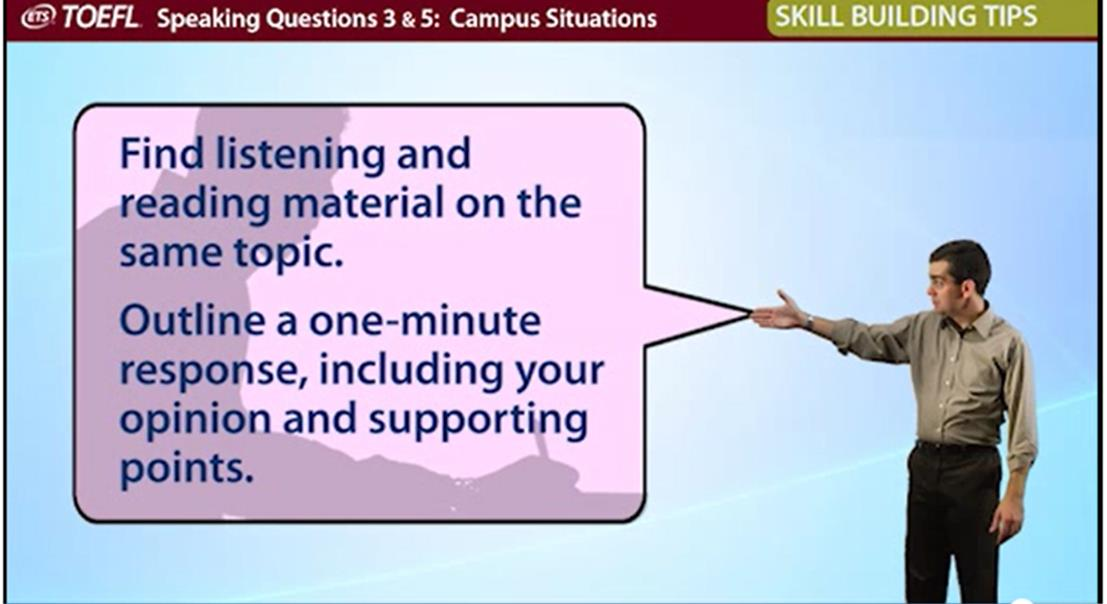 ETS TOEFL Speaking Questions 3 & 5: Campus Situations
SKILL BUILDING TIPS
Find listening and
reading material on the
same topic.
Outline a one-minute
response, including your
opinion and supporting
points.